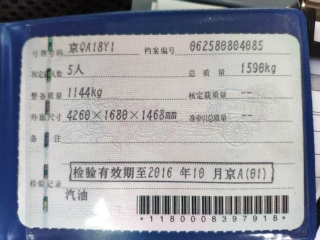 号牌号码 京QA18Y1 档案编号 062580804085
核定载人数 5人 总质量 1590kg
整备质量 1144kg 核定载质量 --
外廓尺寸 4260×1680×1468mm 准牵引总质量 --
备注
检验有效期至2016年10月京A(01)
检验记录
汽油
*1180008397918*